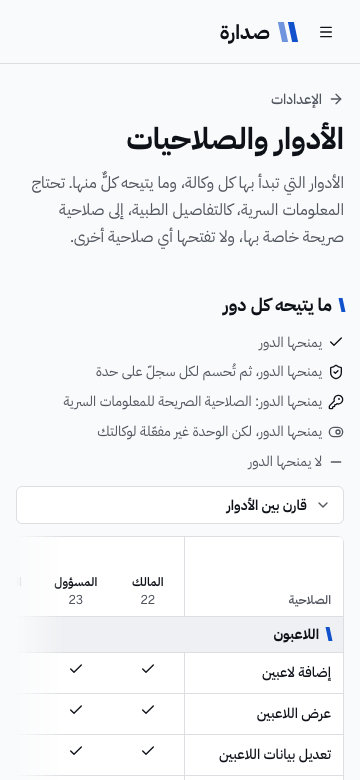 صدارة
الإعدادات
الأدوار والصلاحيات
الأدوار التي تبدأ بها كل وكالة، وما يتيحه كلٌّ منها. تحتاج
المعلومات السرية، كالتفاصيل الطبية، إلى صلاحية
صريحة خاصة بها، ولا تفتحها أي صلاحية أخرى.
ما يتيحه كل دور
يمنحها الدور
يمنحها الدور، ثم تُحسم لكل سجلّ على حدة
يمنحها الدور: الصلاحية الصريحة للمعلومات السرية
يمنحها الدور، لكن الوحدة غير مفعّلة لوكالتك
لا يمنحها الدور
قارن بين الأدوار
الصلاحية المالك المسؤول
22 23
اللاعبون
إضافة لاعبين
عرض اللاعبين
تعديل بيانات اللاعبين